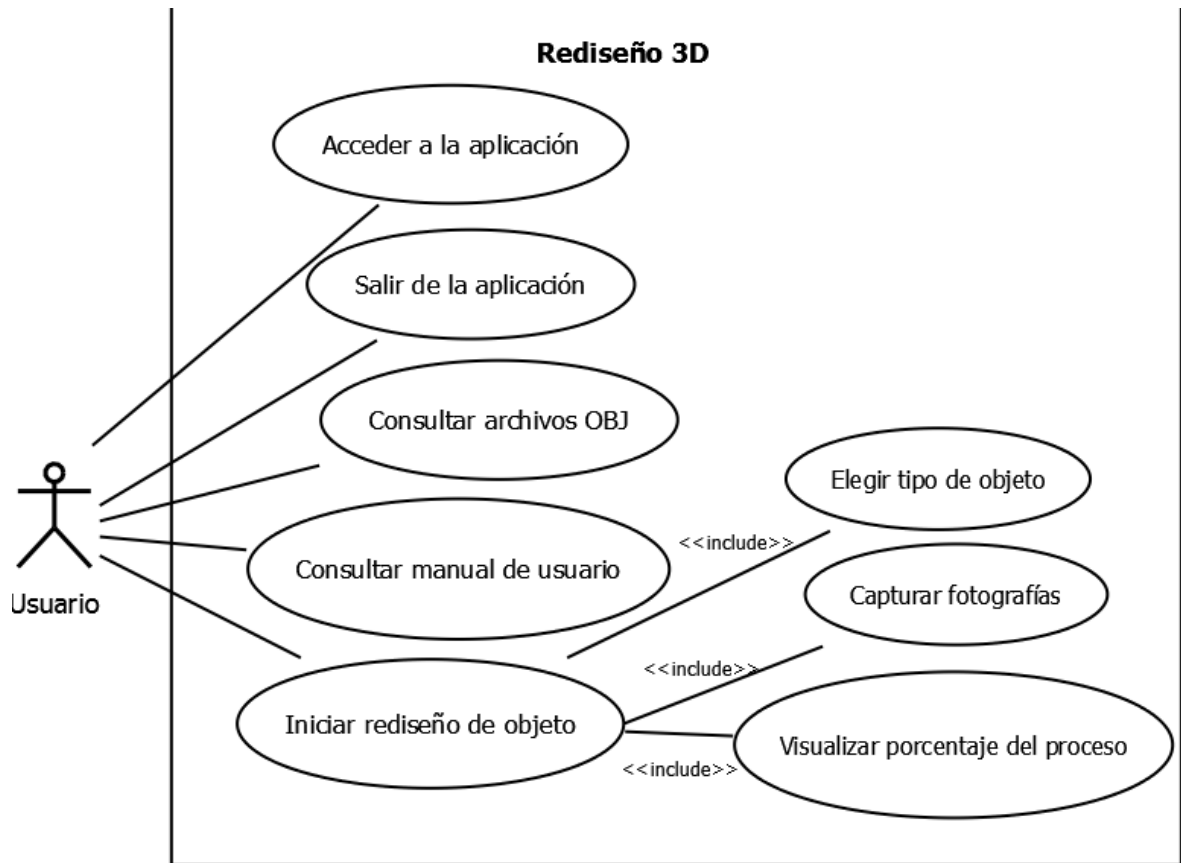 Rediseño 3D
Acceder a la aplicación
Salir de la aplicación
Consultar archivos OBJ
Elegir tipo de objeto
<<include>>
Consultar manual de usuario
Capturar fotografías
Usuario
<<include>>
Iniciar rediseño de objeto
Visualizar porcentaje del proceso
<<include>>